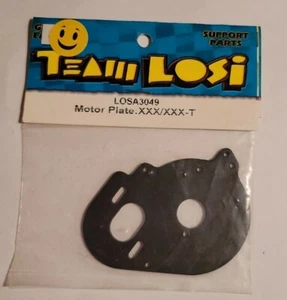 SUPPORT
PARTS
TEAM LOSI
LOSA3049
Motor Plate:XXX/XXX-T